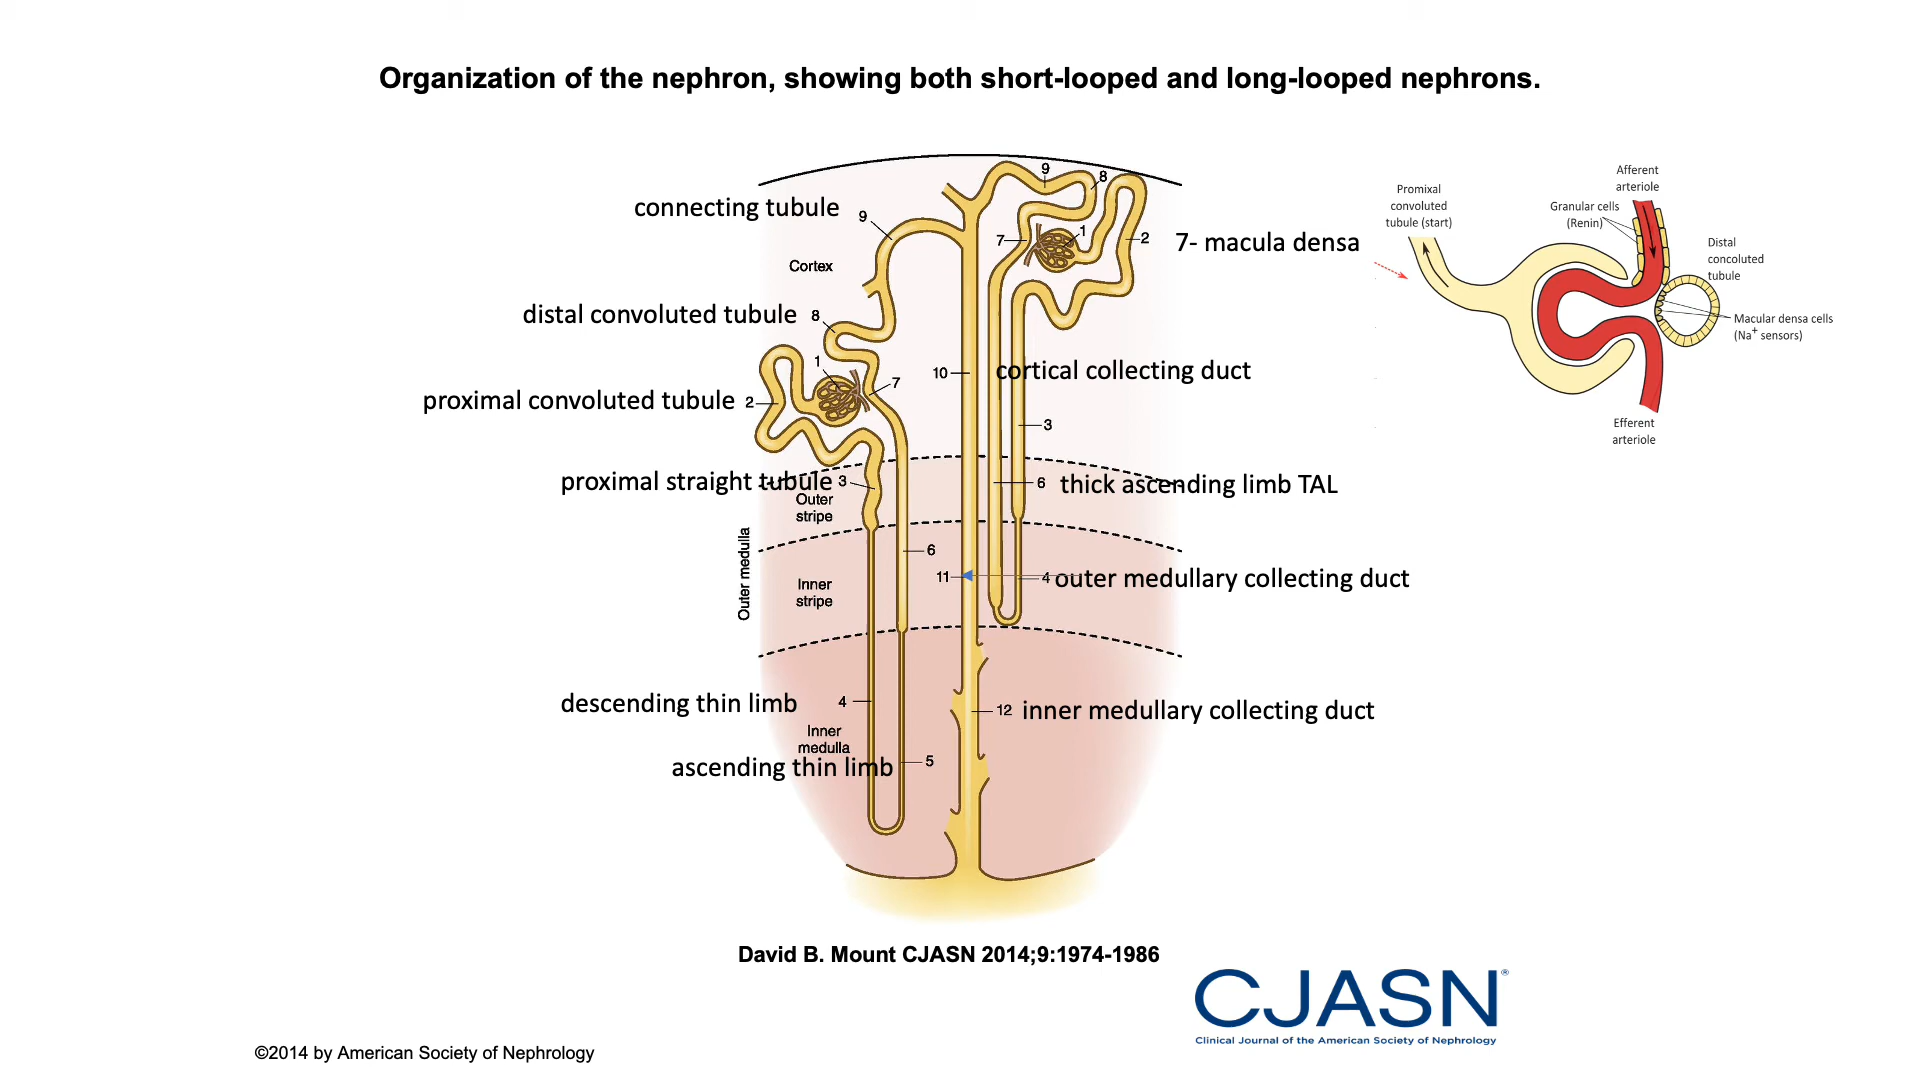 Organization of the nephron, showing both short-looped and long-looped nephrons.
connecting tubule
9
Cortex
distal convoluted tubule
8
1
7
proximal convoluted tubule
2
proximal straight tubule
3
Outer
stripe
Outer medulla
Inner
stripe
6
descending thin limb
4
Inner
medulla
ascending thin limb
5
9
8
7
1
2
7- macula densa
10
cortical collecting duct
3
6
thick ascending limb TAL
11
4
outer medullary collecting duct
12
inner medullary collecting duct
Promixal
convoluted
tubule (start)
Afferent
arteriole
Granular cells
(Renin)
Distal
concoluted
tubule
Macular densa cells
(Na+ sensors)
Efferent
arteriole
David B. Mount CJASN 2014;9:1974-1986
CJASN®
Clinical Journal of the American Society of Nephrology
©2014 by American Society of Nephrology